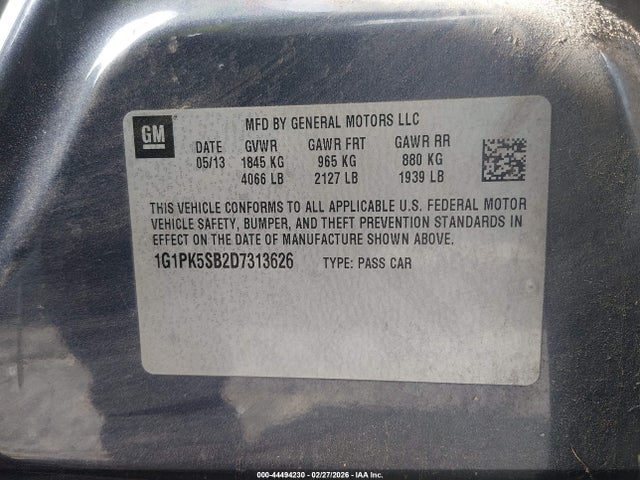 GM
MFD BY GENERAL MOTORS LLC
DATE GVWR GAWR FRT GAWR RR
05/13 1845 KG 965 KG 880 KG
4066 LB 2127 LB 1939 LB
THIS VEHICLE CONFORMS TO ALL APPLICABLE U.S. FEDERAL MOTOR
VEHICLE SAFETY, BUMPER, AND THEFT PREVENTION STANDARDS IN
EFFECT ON THE DATE OF MANUFACTURE SHOWN ABOVE.
1G1PK5SB2D7313626 TYPE: PASS CAR
000-44494230 - 02/27/2026 - IAA Inc.